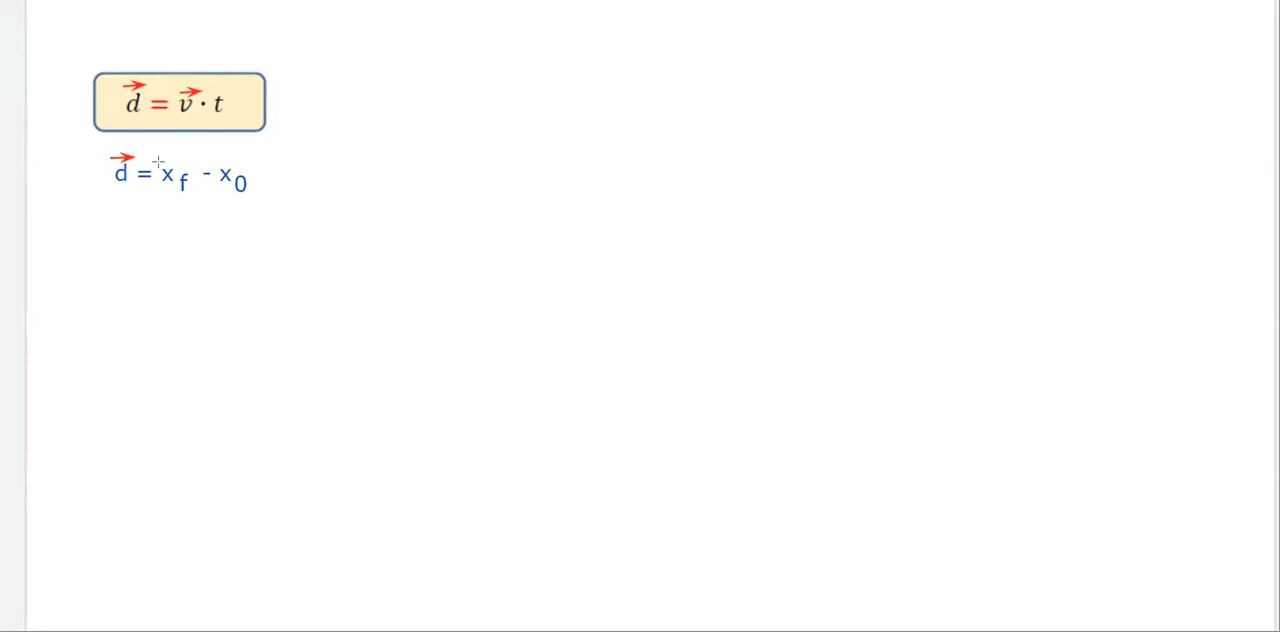 d⃗ = v⃗ · t
d⃗ = x f - x 0